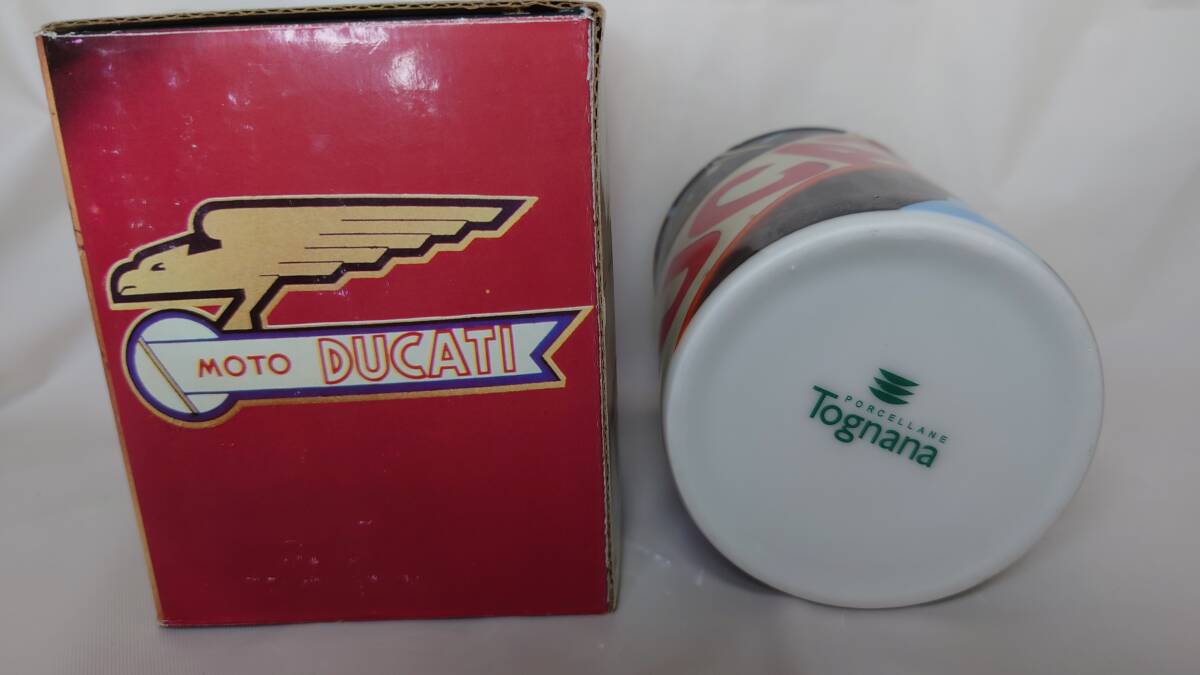 MOTO DUCATI
PORCELLANE
Tognana